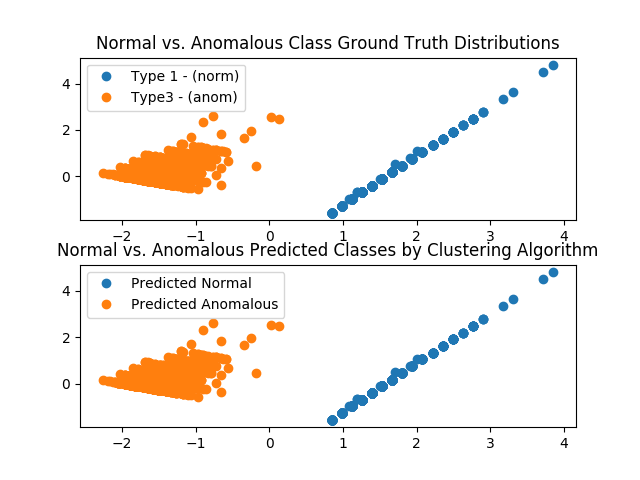 Normal vs. Anomalous Class Ground Truth Distributions
Type 1 - (norm)
Type3 - (anom)
4
2
0
−2 −1 0 1 2 3 4
Normal vs. Anomalous Predicted Classes by Clustering Algorithm
Predicted Normal
Predicted Anomalous
4
2
0
−2 −1 0 1 2 3 4